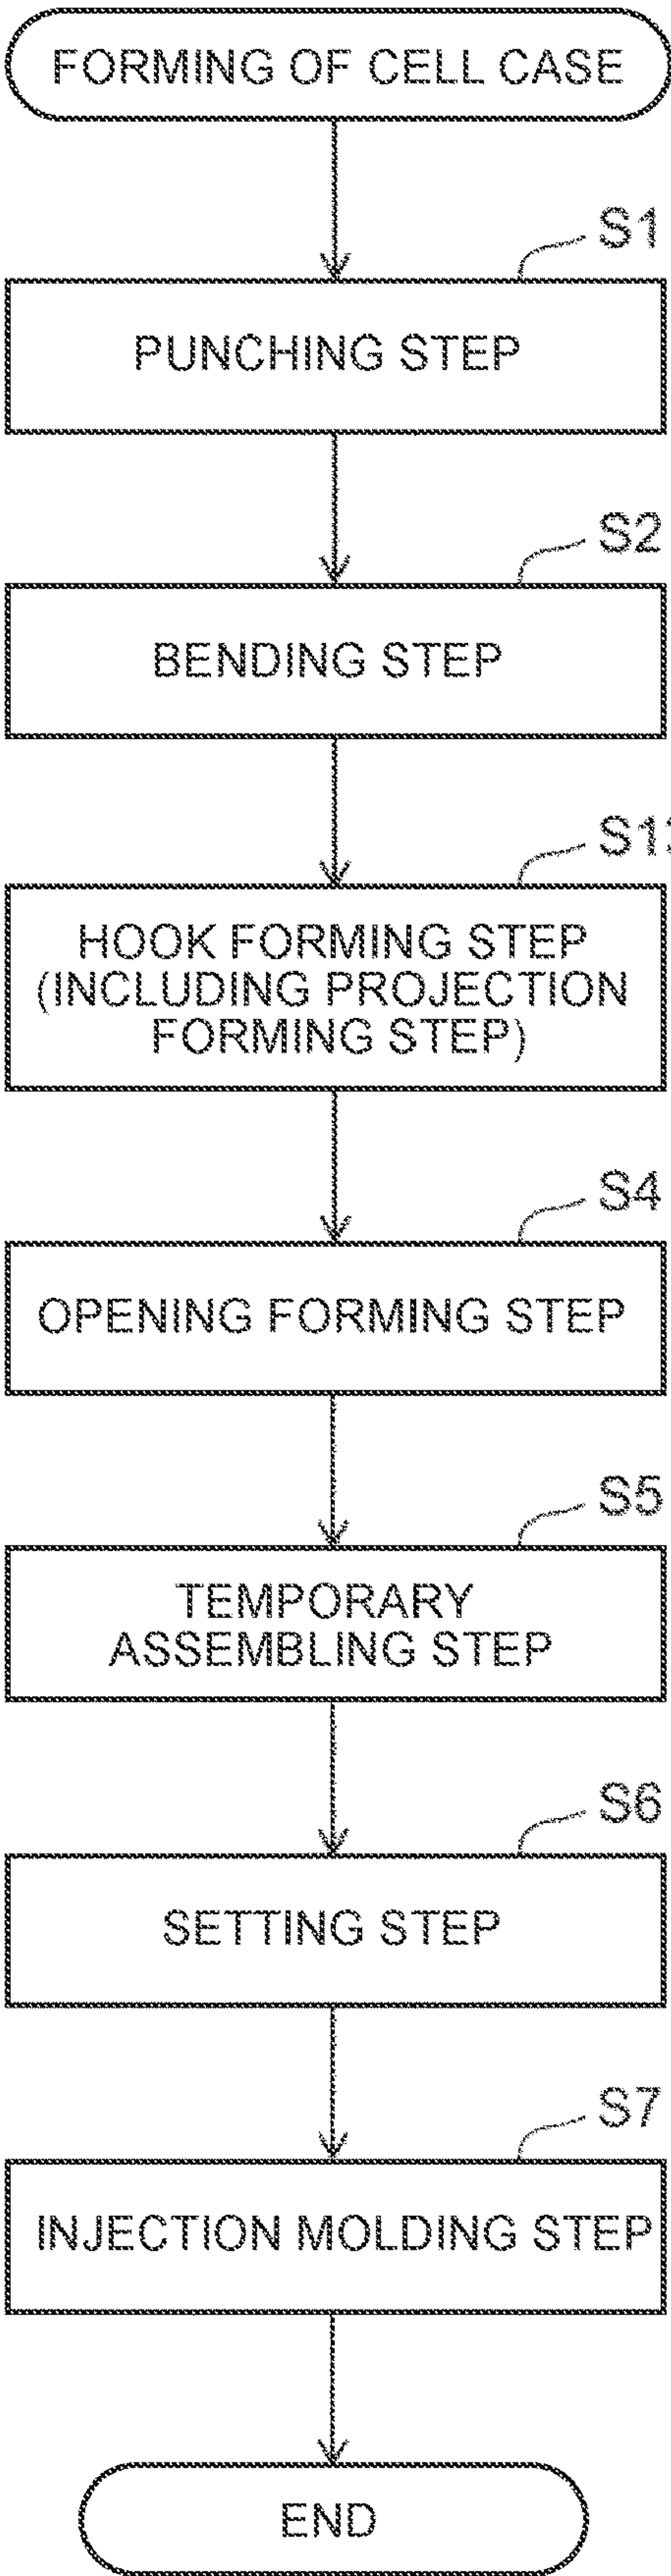 FORMING OF CELL CASE
S1
PUNCHING STEP
S2
BENDING STEP
HOOK FORMING STEP
(INCLUDING PROJECTION
FORMING STEP)
S4
OPENING FORMING STEP
S5
TEMPORARY
ASSEMBLING STEP
S6
SETTING STEP
S7
INJECTION MOLDING STEP
END